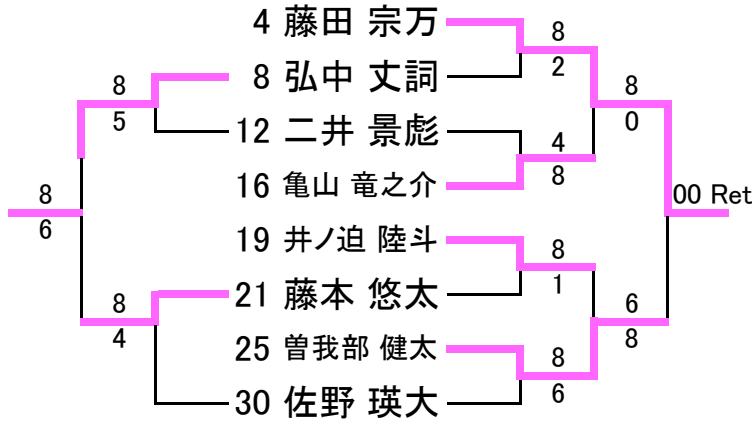 4 藤田 宗万
8 弘中 丈詞
12 二井 景彪
16 亀山 竜之介
19 井ノ迫 陸斗
21 藤本 悠太
25 曽我部 健太
30 佐野 瑛大
8
5
8
6
8
4
8
2
4
8
8
1
8
6
8
0
6
8
00 Ret